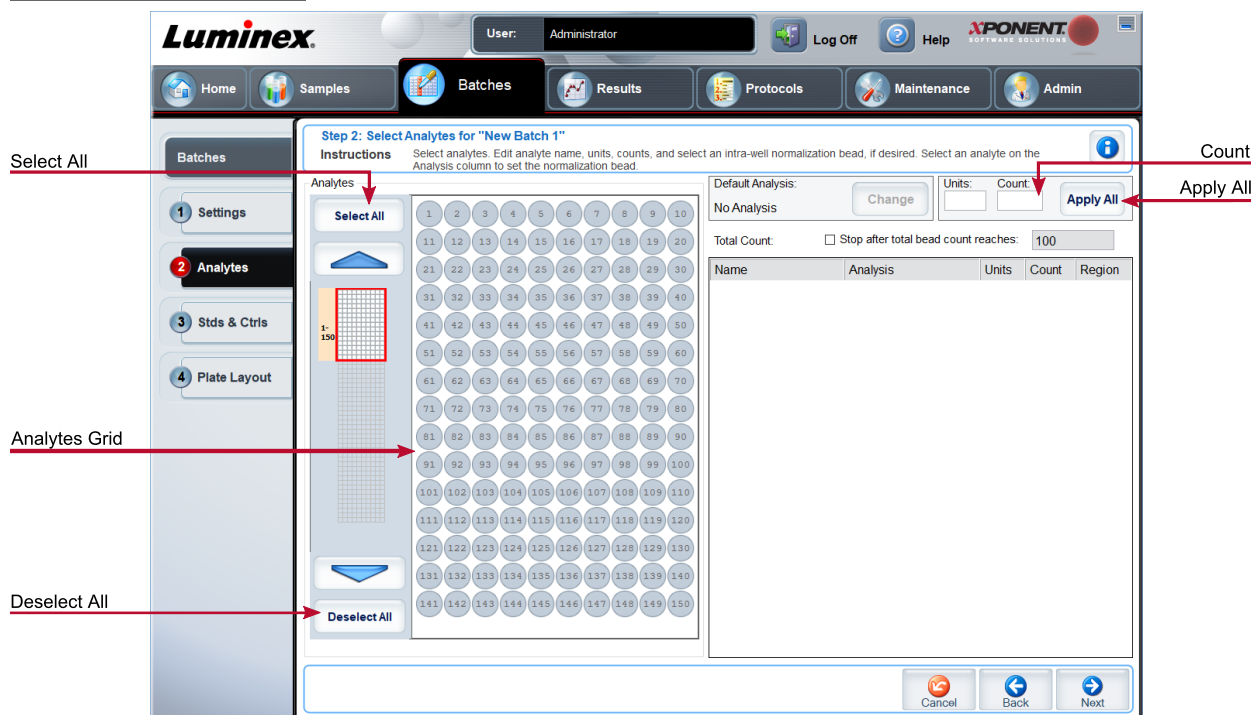 Luminex.
User: Administrator
Log Off
Help
XPONENT.
SOFTWARE SOLUTIONS
Home
Samples
Batches
Results
Protocols
Maintenance
Admin
Batches
1 Settings
2 Analytes
3 Stds & Ctrls
4 Plate Layout
Step 2: Select Analytes for "New Batch 1"
Instructions
Select analytes. Edit analyte name, units, counts, and select an intra-well normalization bead, if desired. Select an analyte on the
Analysis column to set the normalization bead.
Select All
Count
Apply All
Analytes Grid
Deselect All
Analytes
Select All
1-
150
Deselect All
1 2 3 4 5 6 7 8 9 10
11 12 13 14 15 16 17 18 19 20
21 22 23 24 25 26 27 28 29 30
31 32 33 34 35 36 37 38 39 40
41 42 43 44 45 46 47 48 49 50
51 52 53 54 55 56 57 58 59 60
61 62 63 64 65 66 67 68 69 70
71 72 73 74 75 76 77 78 79 80
81 82 83 84 85 86 87 88 89 90
91 92 93 94 95 96 97 98 99 100
101 102 103 104 105 106 107 108 109 110
111 112 113 114 115 116 117 118 119 120
121 122 123 124 125 126 127 128 129 130
131 132 133 134 135 136 137 138 139 140
141 142 143 144 145 146 147 148 149 150
Default Analysis:
No Analysis
Change
Units:
Count:
Apply All
Total Count:
Stop after total bead count reaches: 100
Name Analysis Units Count Region
Cancel
Back
Next